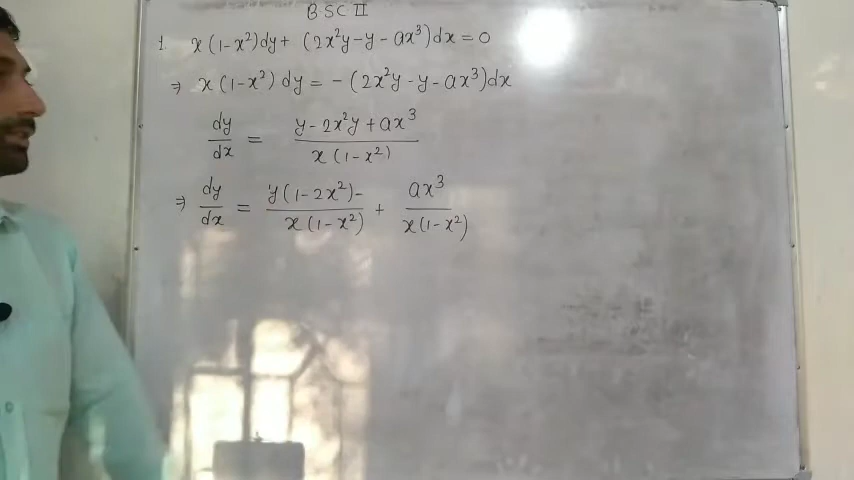 BSC II
1. x(1-x²)dy + (2x²y-y-ax³)dx = 0
⇒ x(1-x²)dy = -(2x²y-y-ax³)dx
dy/dx = (y-2x²y+ax³)/(x(1-x²))
⇒ dy/dx = y(1-2x²)-/x(1-x²) + ax³/x(1-x²)